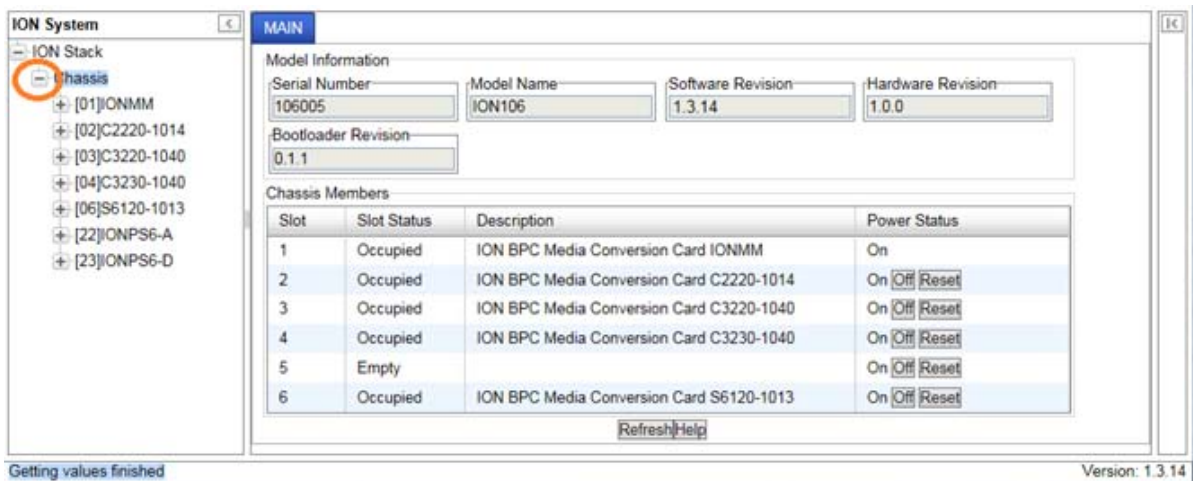 ION System
ION Stack
Chassis
[01]IONMM
[02]C2220-1014
[03]C3220-1040
[04]C3230-1040
[06]S6120-1013
[22]IONPS6-A
[23]IONPS6-D
MAIN
Model Information
Serial Number Model Name Software Revision Hardware Revision
106005 ION106 1.3.14 1.0.0
Bootloader Revision
0.1.1
Chassis Members
Slot Slot Status Description Power Status
1 Occupied ION BPC Media Conversion Card IONMM On
2 Occupied ION BPC Media Conversion Card C2220-1014 On Off Reset
3 Occupied ION BPC Media Conversion Card C3220-1040 On Off Reset
4 Occupied ION BPC Media Conversion Card C3230-1040 On Off Reset
5 Empty On Off Reset
6 Occupied ION BPC Media Conversion Card S6120-1013 On Off Reset
Refresh Help
Getting values finished Version: 1.3.14